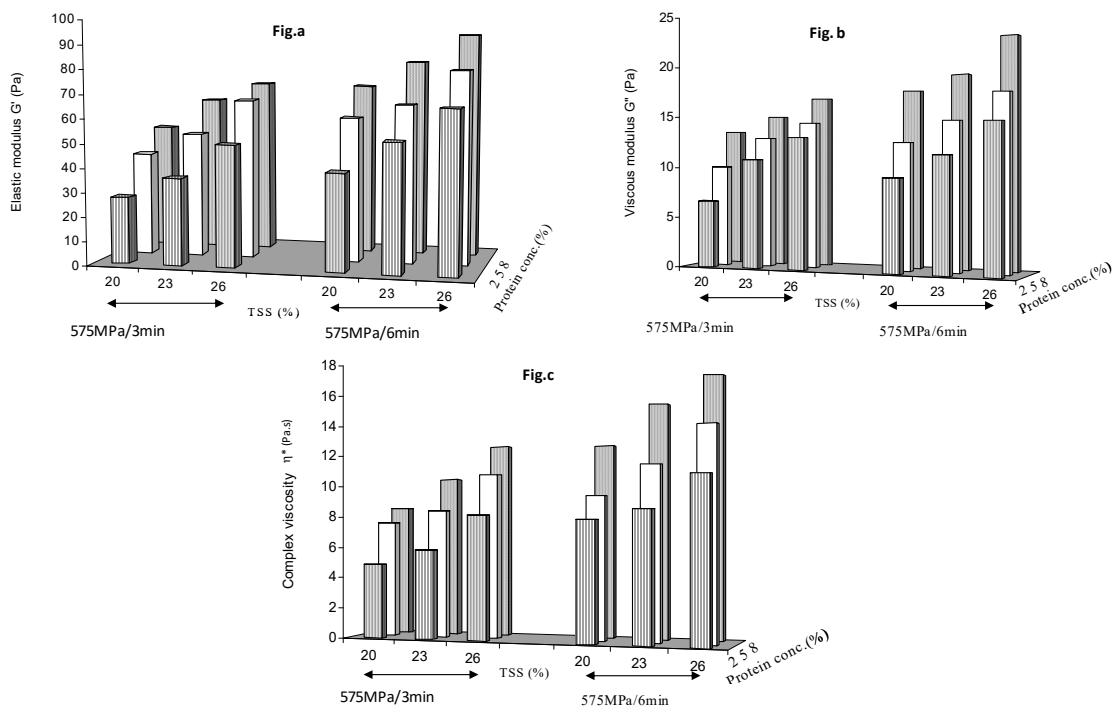 Fig.a
Elastic modulus G' (Pa)
100
90
80
70
60
50
40
30
20
10
0
20
23
26
20
23
26
TSS (%)
2 5 8
Protein conc.(%)
575MPa/3min
575MPa/6min
Fig. b
Viscous modulus G" (Pa)
25
20
15
10
5
0
20
23
26
20
23
26
TSS (%)
2 5 8
Protein conc.(%)
575MPa/3min
575MPa/6min
Fig.c
Complex viscosity η* (Pa.s)
18
16
14
12
10
8
6
4
2
0
20
23
26
20
23
26
TSS (%)
2 5 8
Protein conc.(%)
575MPa/3min
575MPa/6min